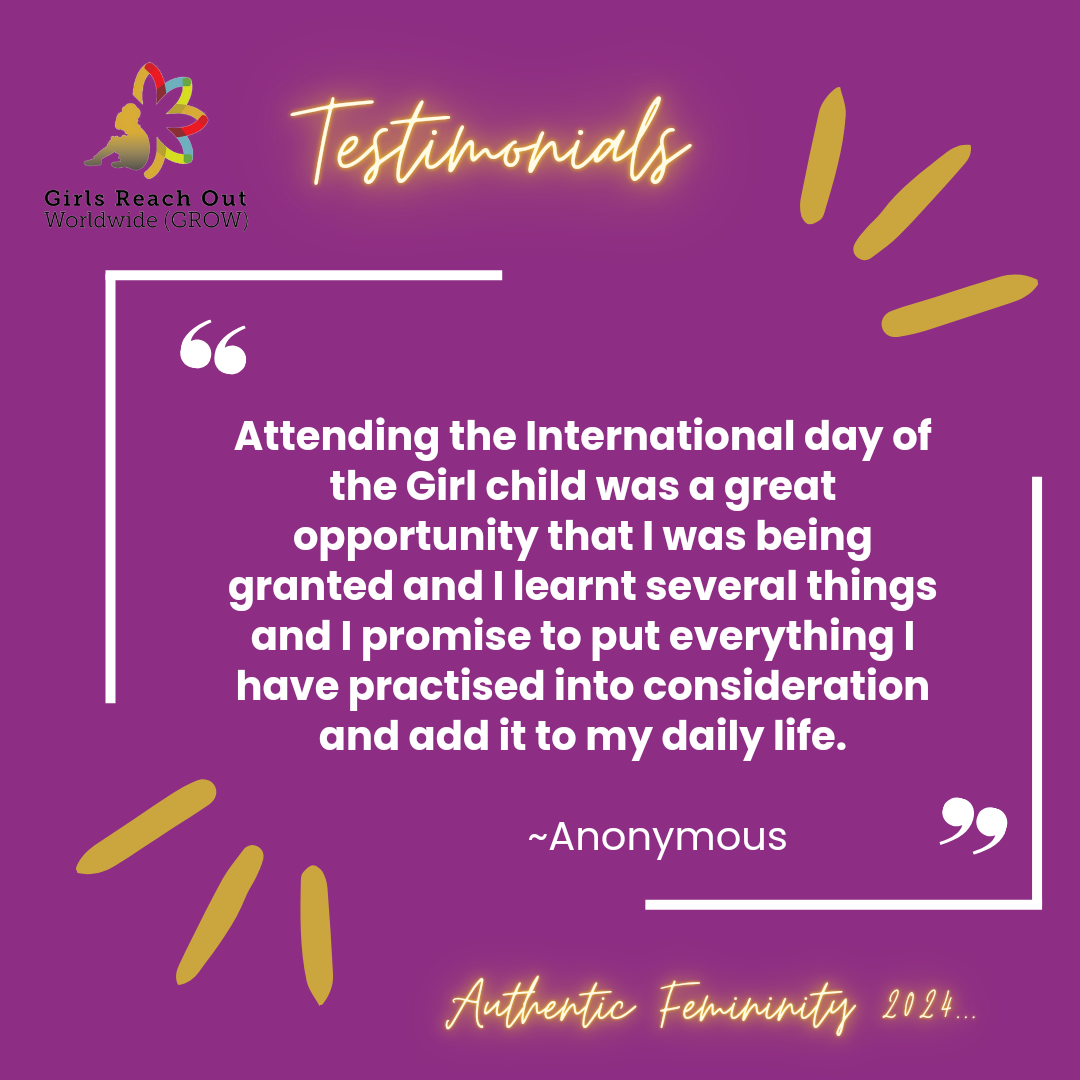 Testimonials
Girls Reach Out
Worldwide (GROW)
“
Attending the International day of
the Girl child was a great
opportunity that I was being
granted and I learnt several things
and I promise to put everything I
have practised into consideration
and add it to my daily life.
~Anonymous
”
Authentic Femininity 2024...